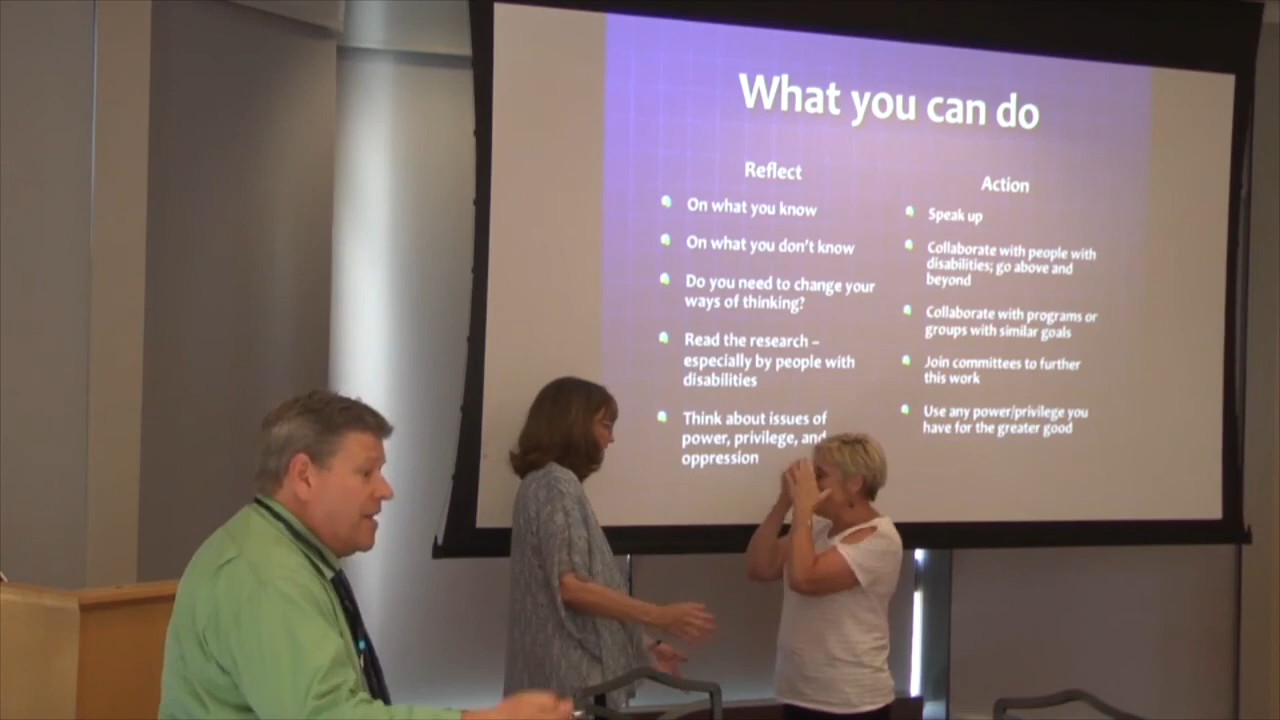 What you can do
Reflect
On what you know
On what you don't know
Do you need to change your
ways of thinking?
Read the research –
especially by people with
disabilities
Think about issues of
power, privilege, and
oppression
Action
Speak up
Collaborate with people with
disabilities; go above and
beyond
Collaborate with programs or
groups with similar goals
Join committees to further
this work
Use any power/privilege you
have for the greater good